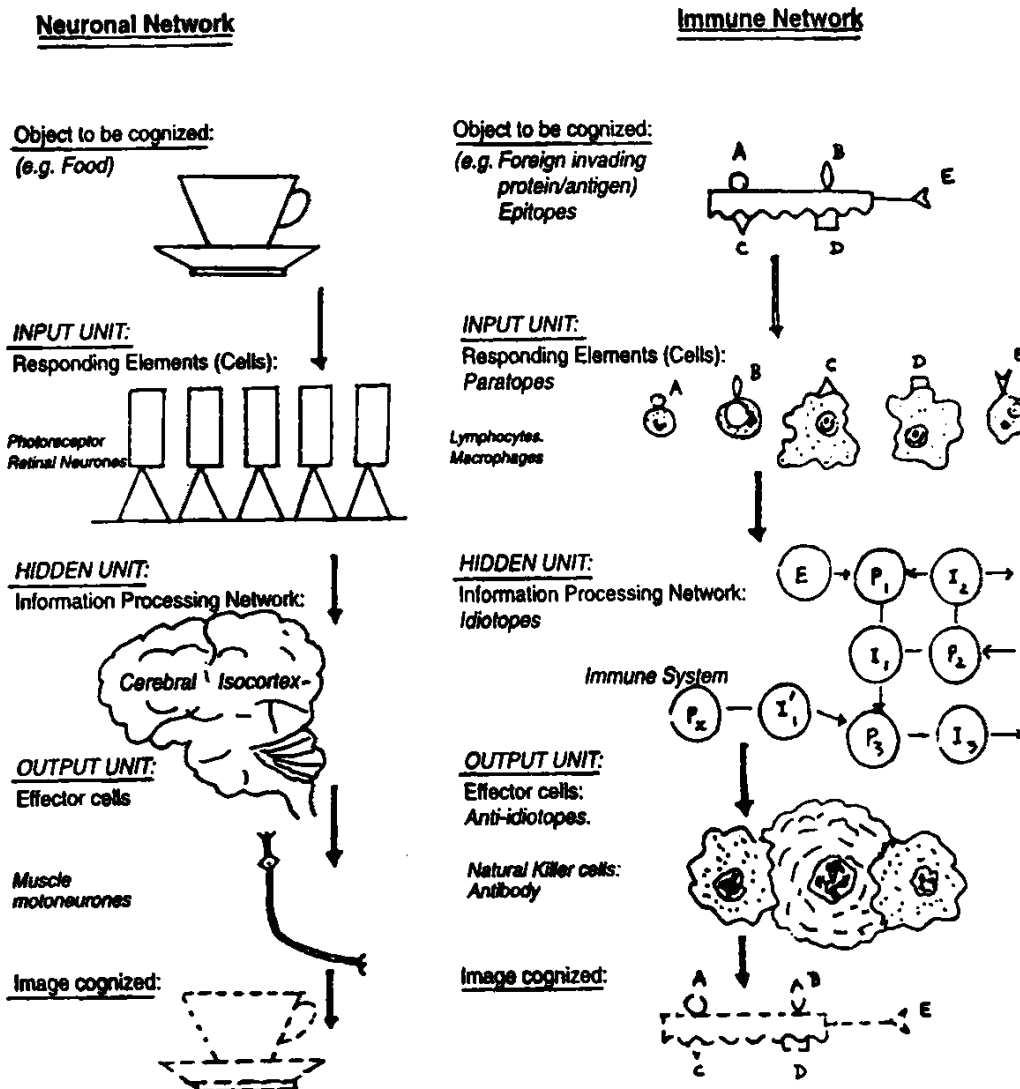 Neuronal Network
Object to be cognized:
(e.g. Food)
INPUT UNIT:
Responding Elements (Cells):
Photoreceptor
Retinal Neurones
HIDDEN UNIT:
Information Processing Network:
Cerebral Isocortex-
OUTPUT UNIT:
Effector cells
Muscle
motoneurones
Image cognized:
Immune Network
Object to be cognized:
(e.g. Foreign invading
protein/antigen)
Epitopes
A B E
C D
INPUT UNIT:
Responding Elements (Cells):
Paratopes
A B C D E
Lymphocytes.
Macrophages
HIDDEN UNIT:
Information Processing Network:
Idiotopes
E P₁ I₂
I₁ P₂
Immune System
Pₓ I'₁ P₃ I₃
OUTPUT UNIT:
Effector cells:
Anti-idiotopes.
Natural Killer cells:
Antibody
Image cognized:
A B E
C D